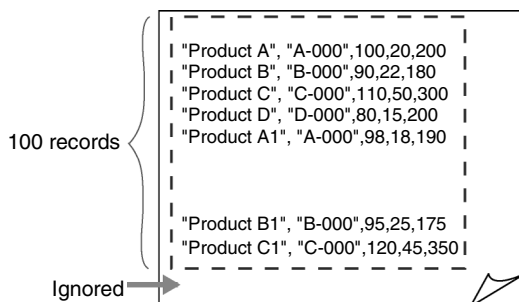 "Product A", "A-000",100,20,200
"Product B", "B-000",90,22,180
"Product C", "C-000",110,50,300
"Product D", "D-000",80,15,200
100 records
"Product A1", "A-000",98,18,190
"Product B1", "B-000",95,25,175
"Product C1", "C-000",120,45,350
Ignored